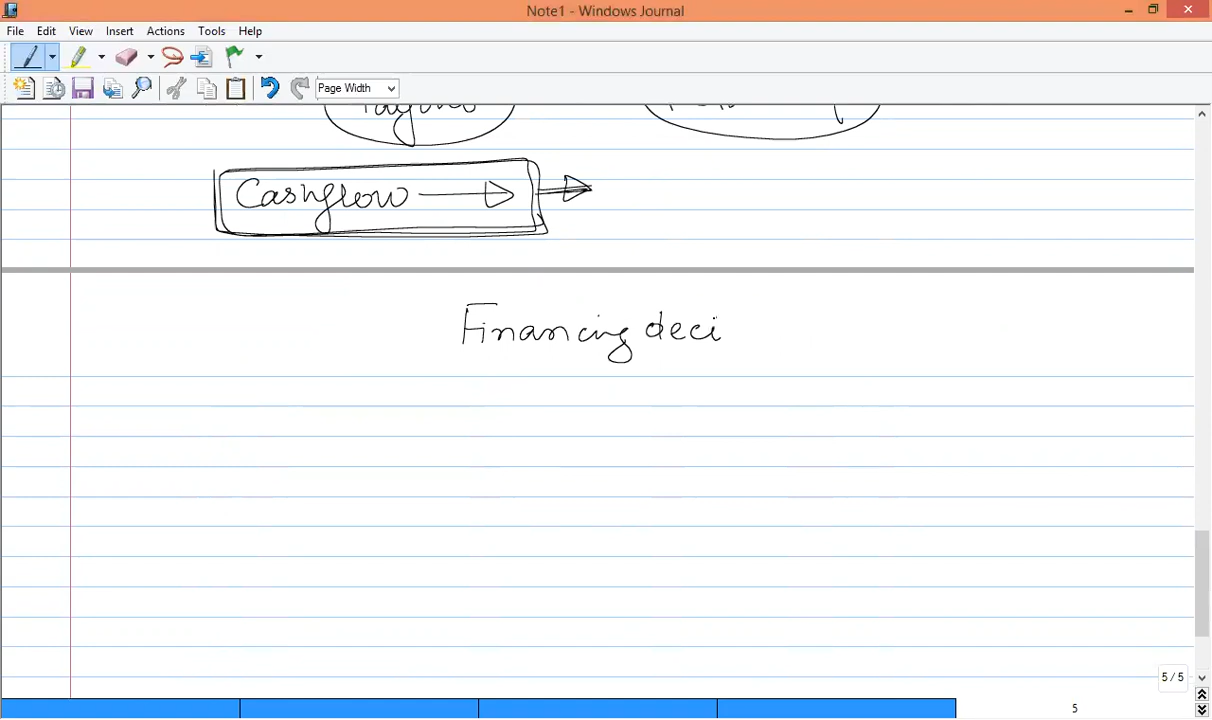 Note1 - Windows Journal
File Edit View Insert Actions Tools Help
Page Width
Cashflow
Financing deci
5 / 5
5